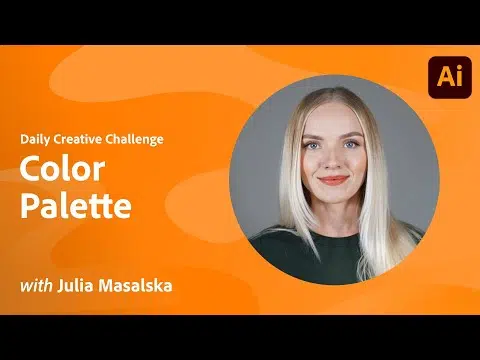 Ai
Daily Creative Challenge
Color
Palette
with Julia Masalska